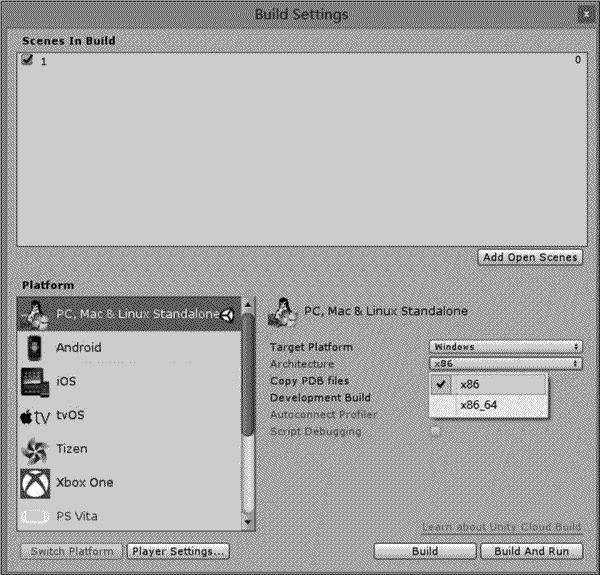 Build Settings
x
Scenes In Build
1 0
Add Open Scenes
Platform
PC, Mac & Linux Standalone
Android
iOS
tv tvOS
Tizen
Xbox One
PS Vita
PC, Mac & Linux Standalone
Target Platform Windows
Architecture x86
Copy PDB files
Development Build
Autoconnect Profiler
Script Debugging
x86
x86_64
Learn about Unity Cloud Build
Switch Platform Player Settings... Build Build And Run